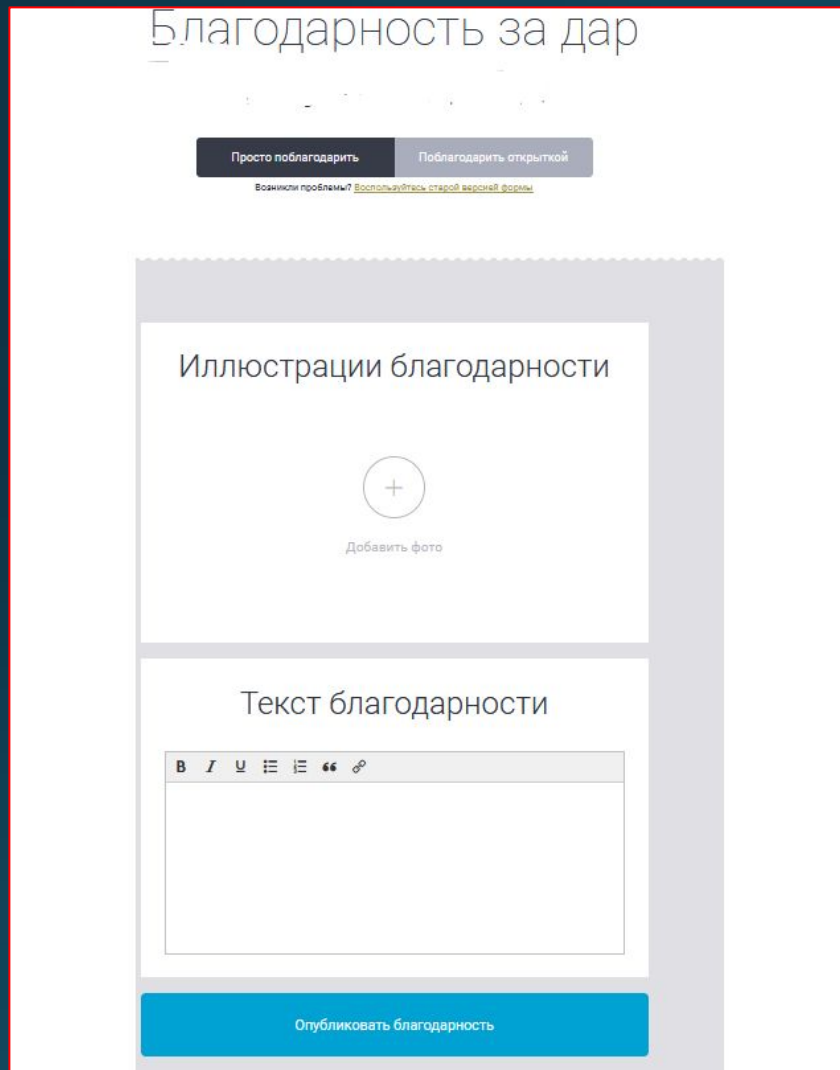 Благодарность за дар
Просто поблагодарить
Поблагодарить открыткой
Возникли проблемы? Воспользуйтесь старой версией формы
Иллюстрации благодарности
Добавить фото
Текст благодарности
B I U
Опубликовать благодарность